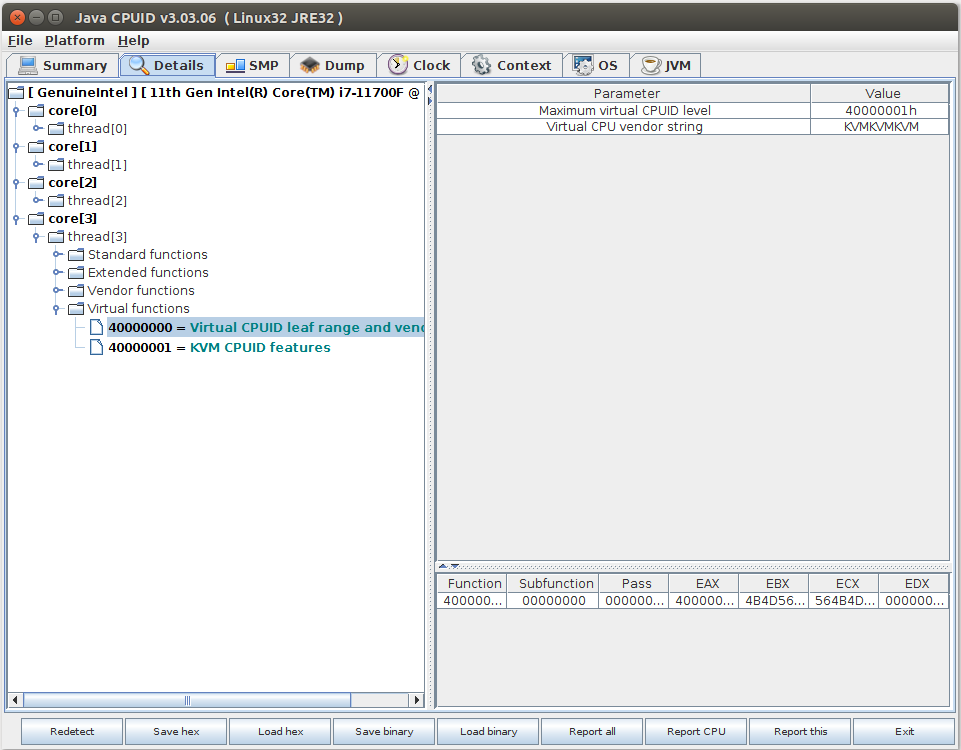 Java CPUID v3.03.06 ( Linux32 JRE32 )
File Platform Help
Summary Details SMP Dump Clock Context OS JVM
[ GenuineIntel ] [ 11th Gen Intel(R) Core(TM) i7-11700F @
core[0]
thread[0]
core[1]
thread[1]
core[2]
thread[2]
core[3]
thread[3]
Standard functions
Extended functions
Vendor functions
Virtual functions
40000000 = Virtual CPUID leaf range and
40000001 = KVM CPUID features
Parameter Value
Maximum virtual CPUID level 40000001h
Virtual CPU vendor string KVMKVMKVM
Function Subfunction Pass EAX EBX ECX EDX
400000... 00000000 000000... 400000... 4B4D56... 564B4D... 000000...
Redetect Save hex Load hex Save binary Load binary Report all Report CPU Report this Exit